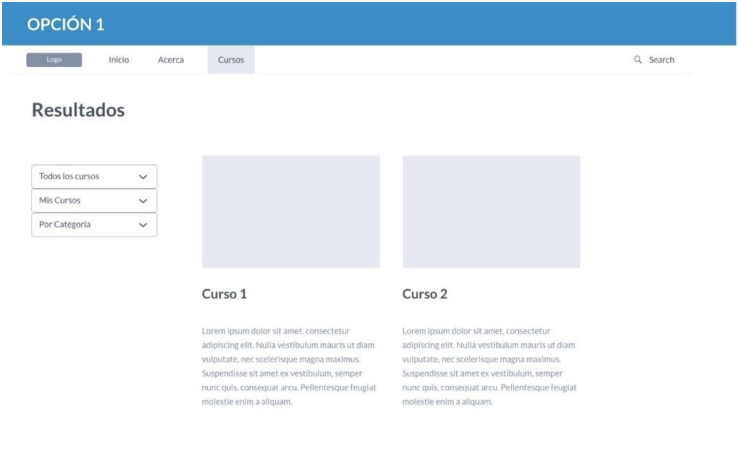 OPCIÓN 1
Logo Inicio Acerca Cursos Search
Resultados
Todos los cursos
Mis Cursos
Por Categoria
Curso 1
Lorem ipsum dolor sit amet, consectetur
adipiscing elit. Nulla vestibulum mauris ut diam
vulputate, nec scelerisque magna maximus.
Suspendisse sit amet ex vestibulum, semper
nunc quis, consequat arcu. Pellentesque feugiat
molestie enim a aliquam.
Curso 2
Lorem ipsum dolor sit amet, consectetur
adipiscing elit. Nulla vestibulum mauris ut diam
vulputate, nec scelerisque magna maximus.
Suspendisse sit amet ex vestibulum, semper
nunc quis, consequat arcu. Pellentesque feugiat
molestie enim a aliquam.